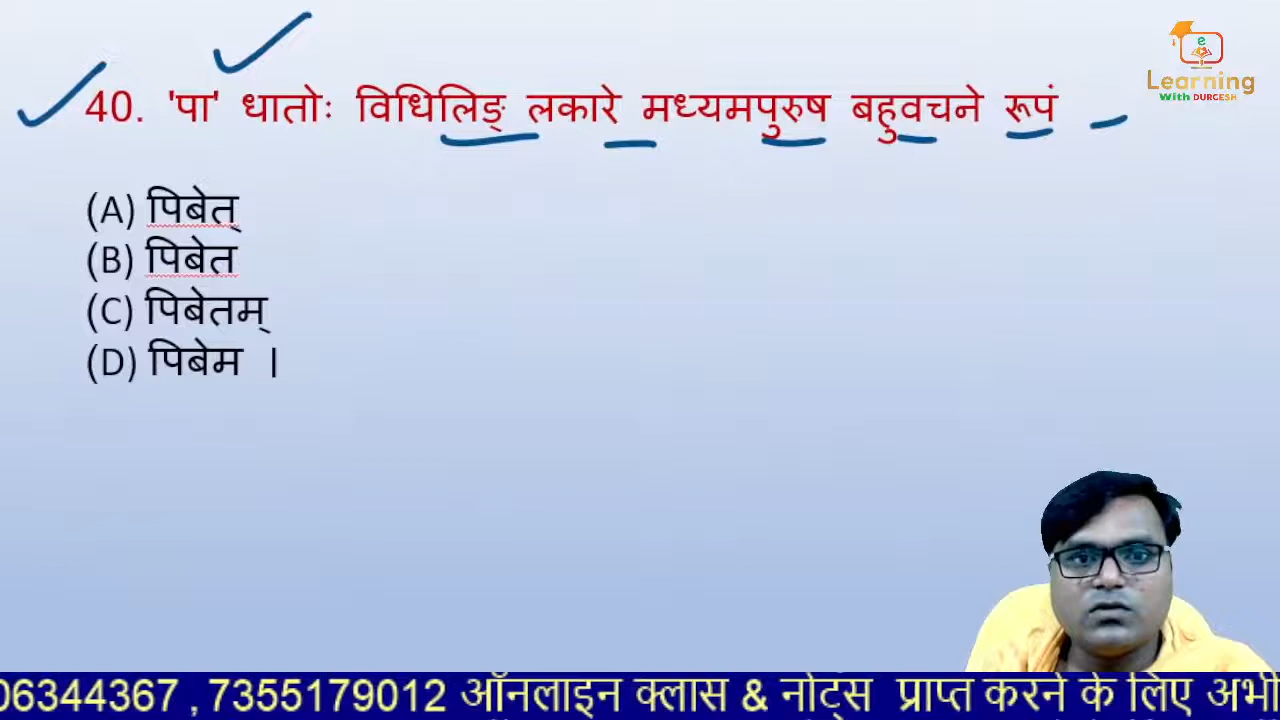 e
Learning
With DURGESH
40. 'पा' धातोः विधिलिङ् लकारे मध्यमपुरुष बहुवचने रूपं
(A) पिबेत्
(B) पिबेत
(C) पिबेतम्
(D) पिबेम ।
06344367 , 7355179012 ऑनलाइन क्लास & नोट्स प्राप्त करने के लिए अभी